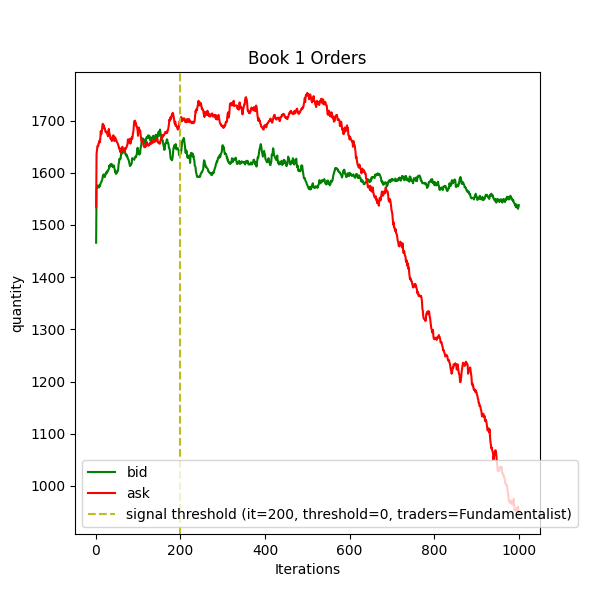 Book 1 Orders
quantity
1700
1600
1500
1400
1300
1200
1100
1000
bid
ask
signal threshold (it=200, threshold=0, traders=Fundamentalist)
0 200 400 600 800 1000
Iterations